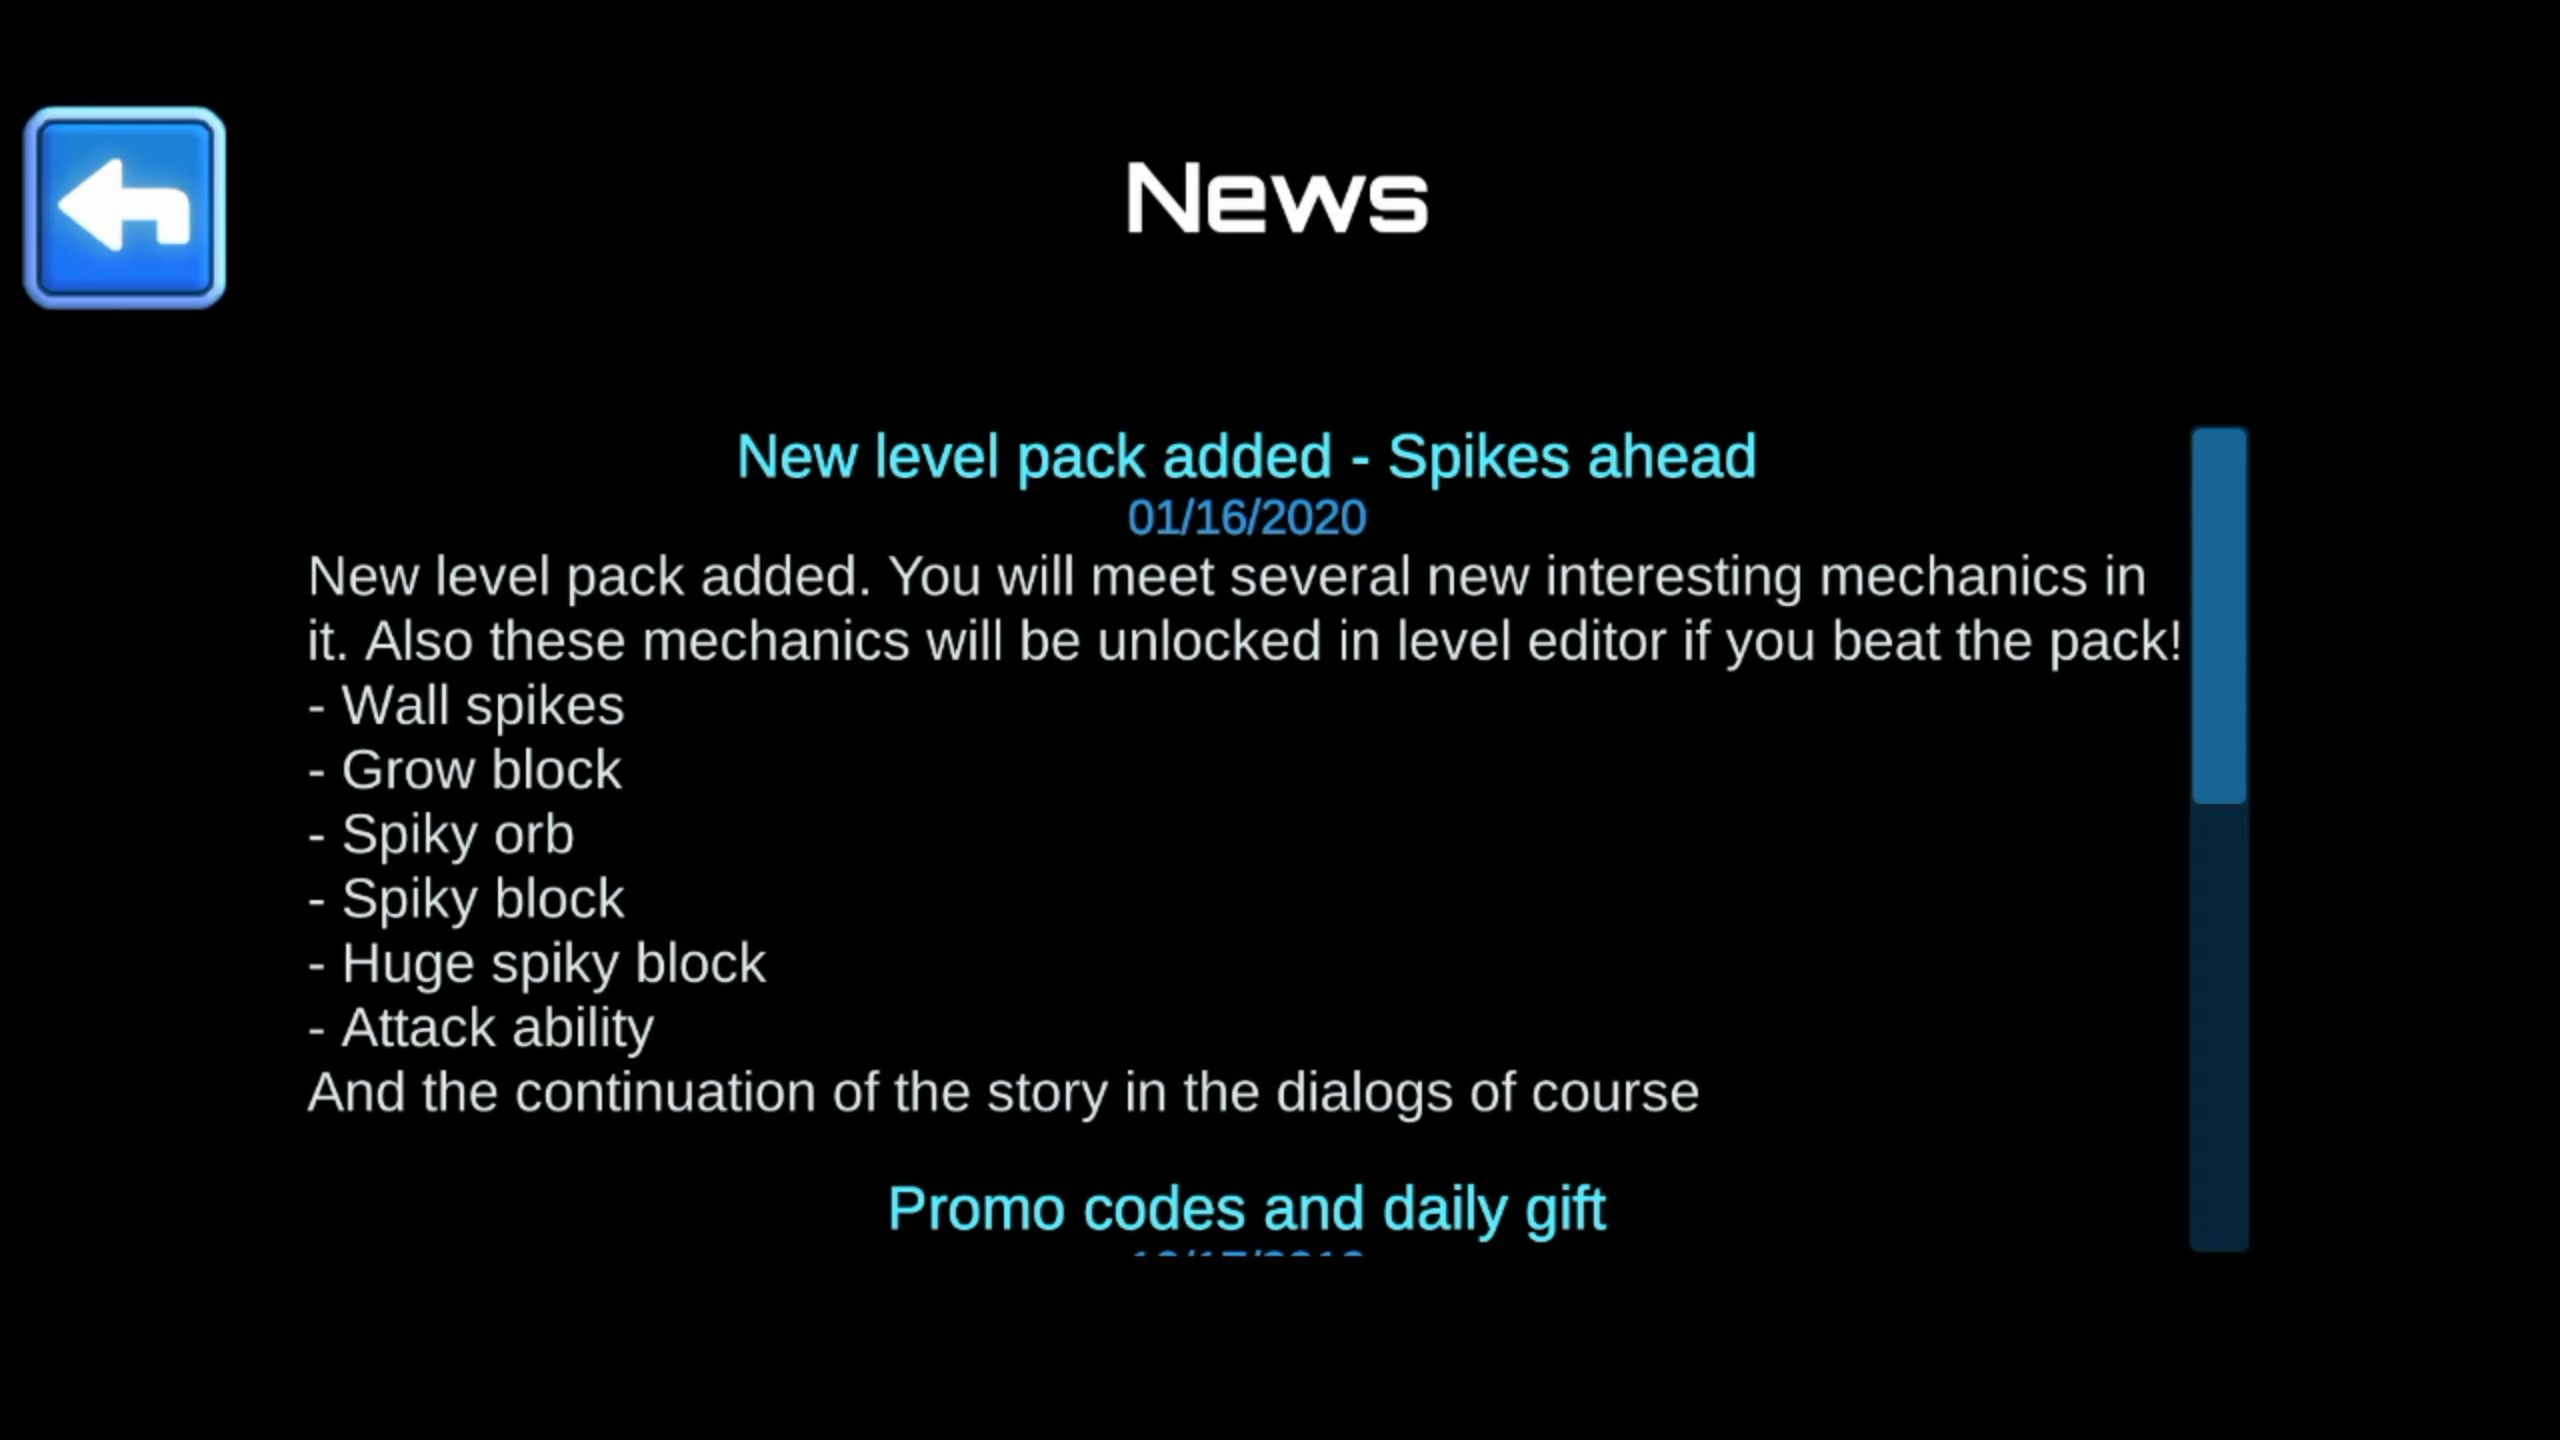 News
New level pack added - Spikes ahead
01/16/2020
New level pack added. You will meet several new interesting mechanics in
it. Also these mechanics will be unlocked in level editor if you beat the pack!
- Wall spikes
- Grow block
- Spiky orb
- Spiky block
- Huge spiky block
- Attack ability
And the continuation of the story in the dialogs of course
Promo codes and daily gift